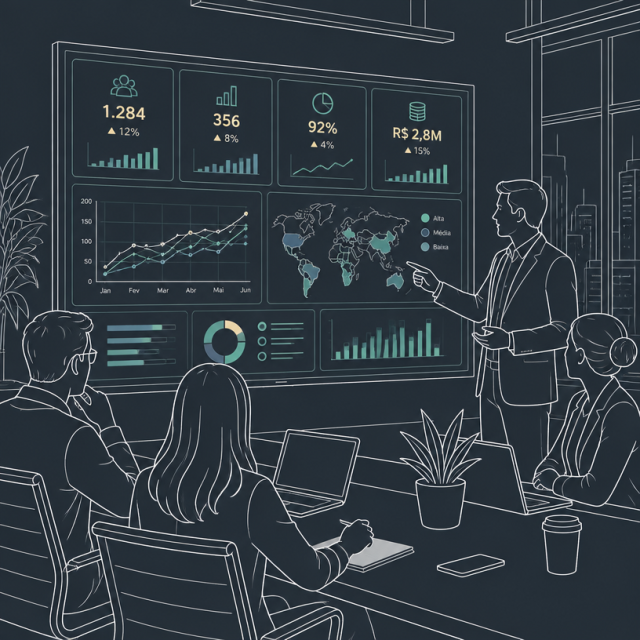 1.284
▲ 12%
356
▲ 8%
92%
▲ 4%
R$ 2,8M
▲ 15%
200
150
100
50
0
Jan Fev Mar Abr Mai Jun
Alta
Média
Baixa